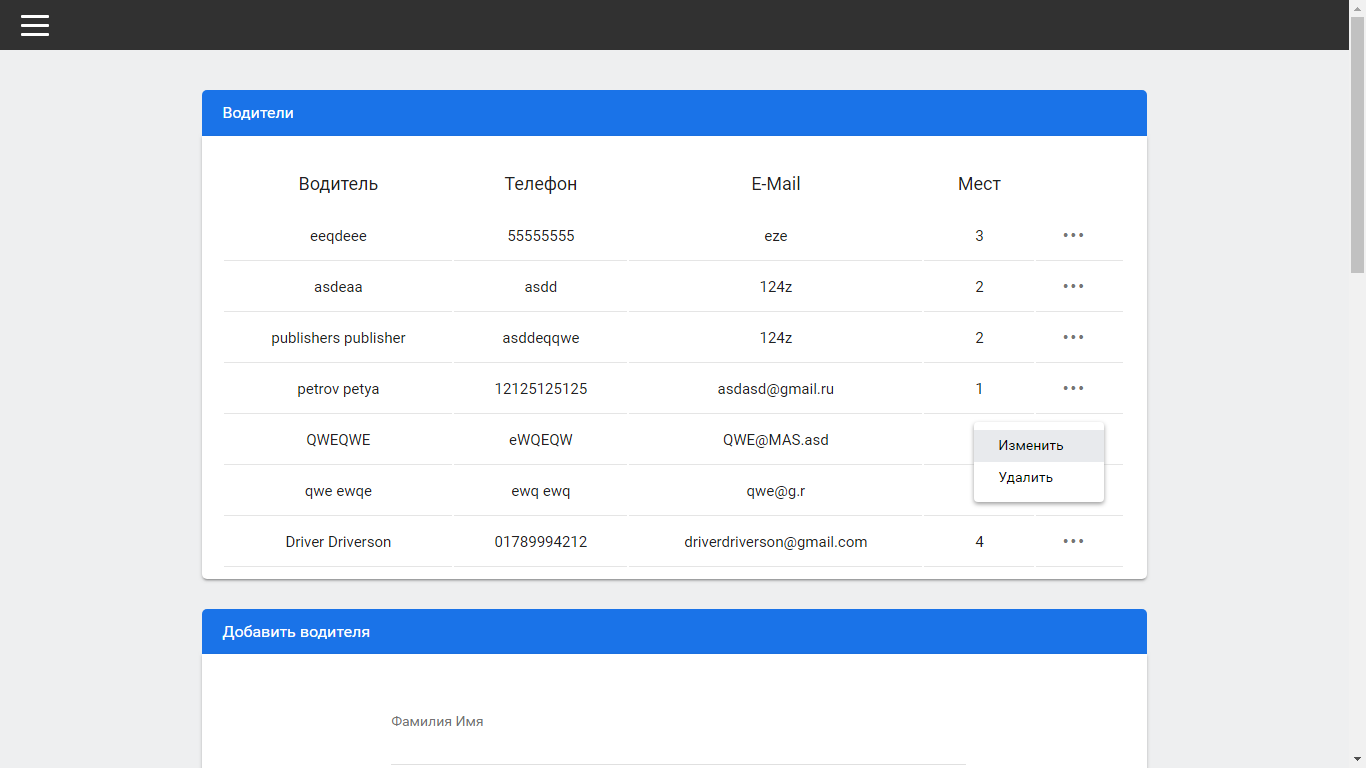 Водители
Водитель Телефон E-Mail Мест
eeqdeee 55555555 eze 3
asdeaa asdd 124z 2
publishers publisher asddeqqwe 124z 2
petrov petya 12125125125 asdasd@gmail.ru 1
QWEQWE eWQEQW QWE@MAS.asd
Изменить
Удалить
qwe ewqe ewq ewq qwe@g.r
Driver Driverson 01789994212 driverdriverson@gmail.com 4
Добавить водителя
Фамилия Имя